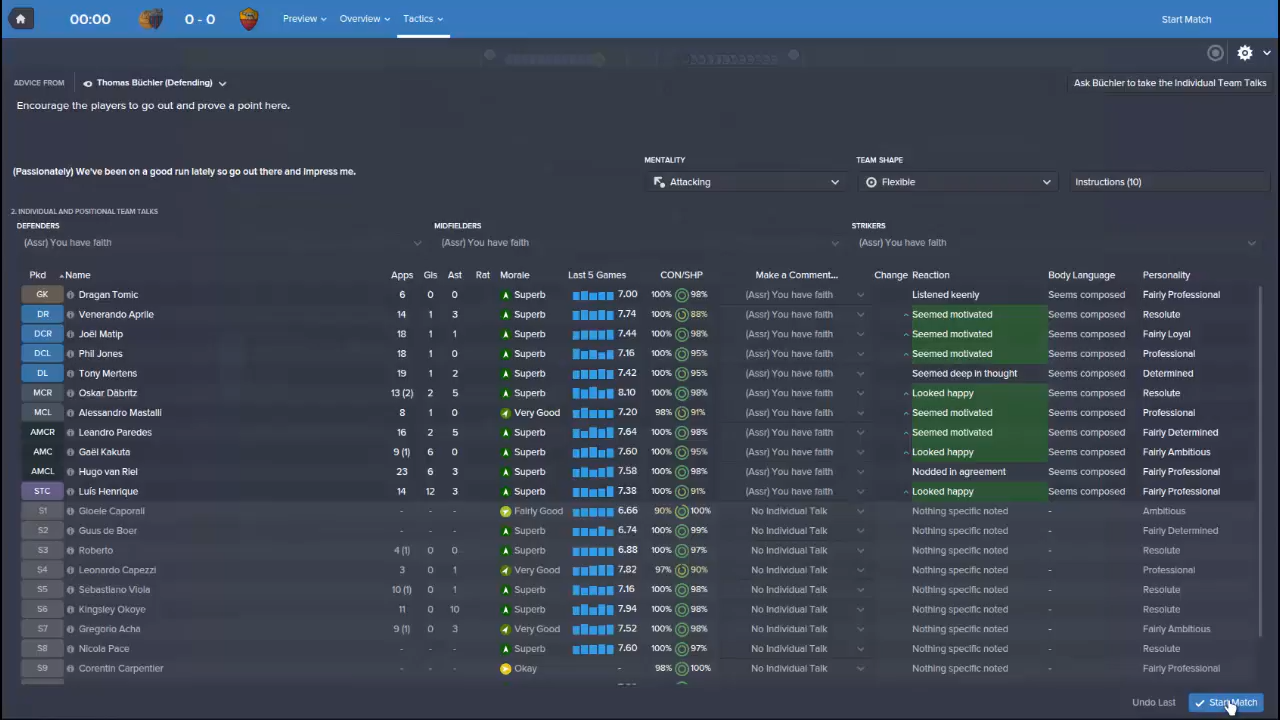 00:00 0 - 0 Preview Overview Tactics Start Match
ADVICE FROM Thomas Büchler (Defending) Ask Büchler to take the Individual Team Talks
Encourage the players to go out and prove a point here.
MENTALITY TEAM SHAPE
(Passionately) We've been on a good run lately so go out there and impress me. Attacking Flexible Instructions (10)
2. INDIVIDUAL AND POSITIONAL TEAM TALKS
DEFENDERS MIDFIELDERS STRIKERS
(Assr) You have faith (Assr) You have faith (Assr) You have faith
Pkd Name Apps Gls Ast Rat Morale Last 5 Games CON/SHP Make a Comment... Change Reaction Body Language Personality
GK Dragan Tomic 6 0 0 Superb 7.00 100% 98% (Assr) You have faith Listened keenly Seems composed Fairly Professional
DR Venerando Aprile 14 1 3 Superb 7.74 100% 88% (Assr) You have faith Seemed motivated Seems composed Resolute
DCR Joël Matip 18 1 1 Superb 7.44 100% 98% (Assr) You have faith Seemed motivated Seems composed Fairly Loyal
DCL Phil Jones 18 1 0 Superb 7.16 100% 95% (Assr) You have faith Seemed motivated Seems composed Professional
DL Tony Mertens 19 1 2 Superb 7.42 100% 95% (Assr) You have faith Seemed deep in thought Seems composed Determined
MCR Oskar Däbritz 13 (2) 2 5 Superb 8.10 100% 98% (Assr) You have faith Looked happy Seems composed Resolute
MCL Alessandro Mastalli 8 1 0 Very Good 7.20 98% 91% (Assr) You have faith Seemed motivated Seems composed Professional
AMCR Leandro Paredes 16 2 5 Superb 7.64 100% 98% (Assr) You have faith Seemed motivated Seems composed Fairly Determined
AMC Gaël Kakuta 9 (1) 6 0 Superb 7.60 100% 95% (Assr) You have faith Looked happy Seems composed Fairly Ambitious
AMCL Hugo van Riel 23 6 3 Superb 7.58 100% 98% (Assr) You have faith Nodded in agreement Seems composed Fairly Professional
STC Luís Henrique 14 12 3 Superb 7.38 100% 91% (Assr) You have faith Looked happy Seems composed Fairly Professional
S1 Gioele Caporali - - - Fairly Good 6.66 90% 100% No Individual Talk Nothing specific noted - Ambitious
S2 Guus de Boer - - - Superb 6.74 100% 99% No Individual Talk Nothing specific noted - Fairly Determined
S3 Roberto 4 (1) 0 0 Superb 6.88 100% 97% No Individual Talk Nothing specific noted - Resolute
S4 Leonardo Capezzi 3 0 1 Very Good 7.82 97% 90% No Individual Talk Nothing specific noted - Professional
S5 Sebastiano Viola 10 (1) 0 1 Superb 7.16 100% 98% No Individual Talk Nothing specific noted - Resolute
S6 Kingsley Okoye 11 0 10 Superb 7.94 100% 98% No Individual Talk Nothing specific noted - Resolute
S7 Gregorio Acha 9 (1) 0 3 Very Good 7.52 100% 98% No Individual Talk Nothing specific noted - Fairly Ambitious
S8 Nicola Pace - - - Superb 7.60 100% 97% No Individual Talk Nothing specific noted - Resolute
S9 Corentin Carpentier - - - Okay - 98% 100% No Individual Talk Nothing specific noted - Fairly Professional
Undo Last Start Match